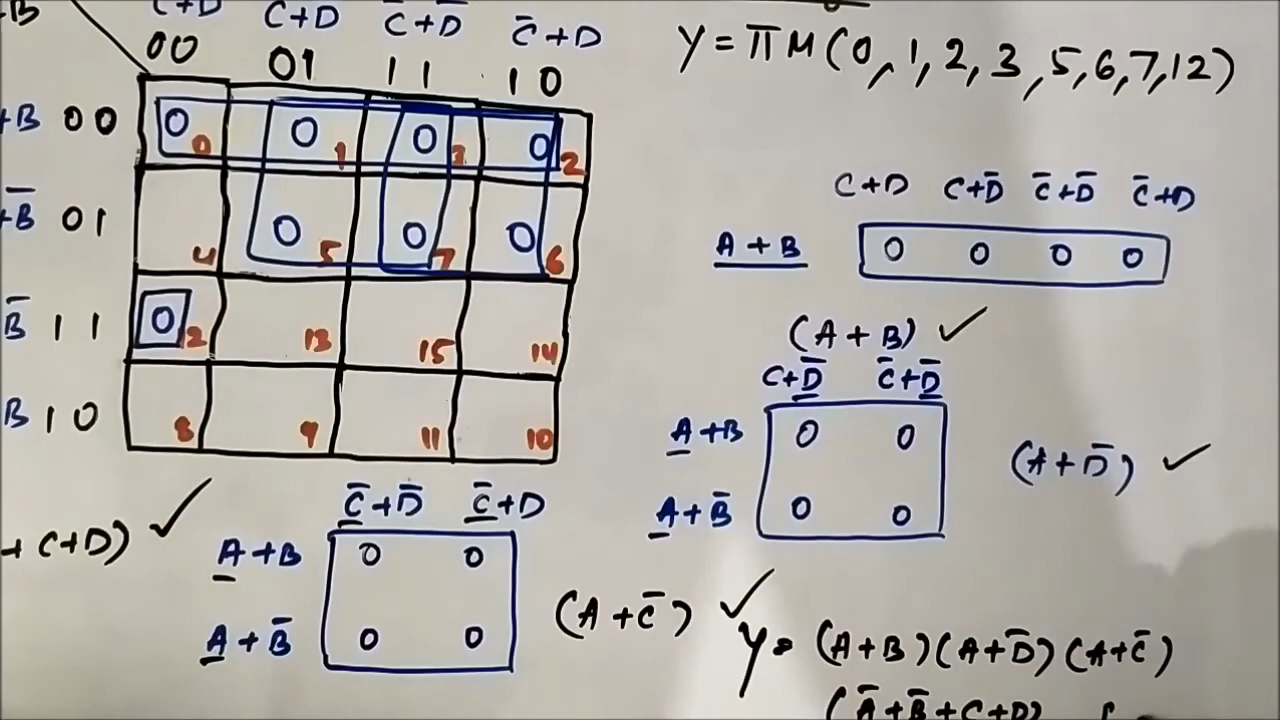 C+D C+D̅ C̅+D̅ C̅+D
00 01 11 10
+B 00 0 0 0 1 0 3 0 2
+B̅ 01 4 0 5 0 7 0 6
B̅ 11 0 12 13 15 14
B 10 8 9 11 10
Y = πM(0, 1, 2, 3, 5, 6, 7, 12)
C+D C+D̅ C̅+D̅ C̅+D
A+B 0 0 0 0
(A+B) ✓
C+D̅ C̅+D̅
A+B 0 0
A+B̅ 0 0
(A+D̅) ✓
+ C+D) ✓
C̅+D̅ C̅+D
A+B 0 0
A+B̅ 0 0
(A+C̅) ✓
Y = (A+B)(A+D̅)(A+C̅)
(A̅+B̅+C+D)